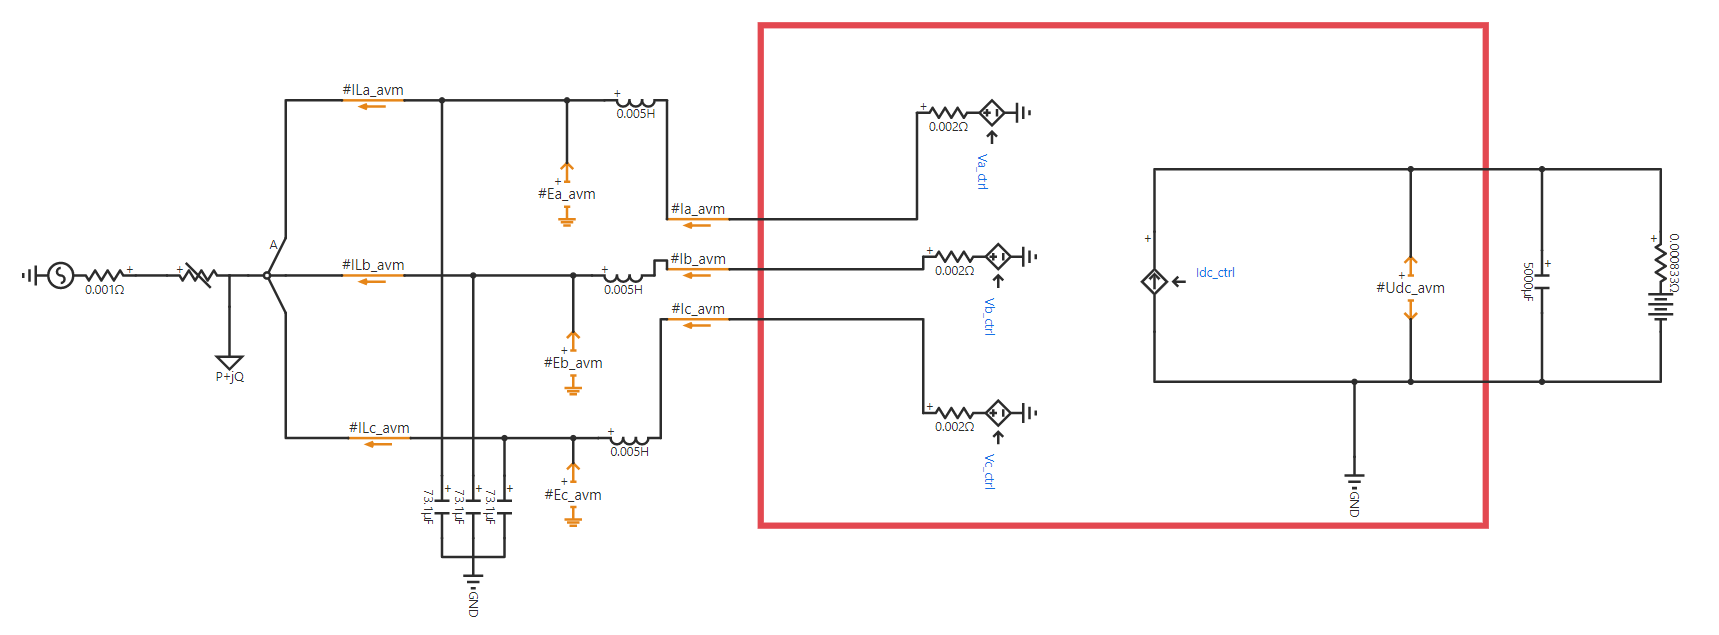 #ILa_avm
+
0.005H
#Ea_avm
+
#Ia_avm
+
0.002Ω
Va_ctrl
A
0.001Ω
+
+
P+jQ
#ILb_avm
+
0.005H
#Ib_avm
+
0.002Ω
Vb_ctrl
#Eb_avm
+
#Ic_avm
+
0.002Ω
Vc_ctrl
#ILc_avm
+
0.005H
#Ec_avm
+
73.1μF
+
73.1μF
+
73.1μF
+
GND
+
Idc_ctrl
+
#Udc_avm
5000μF
+
+
0.000833Ω
GND